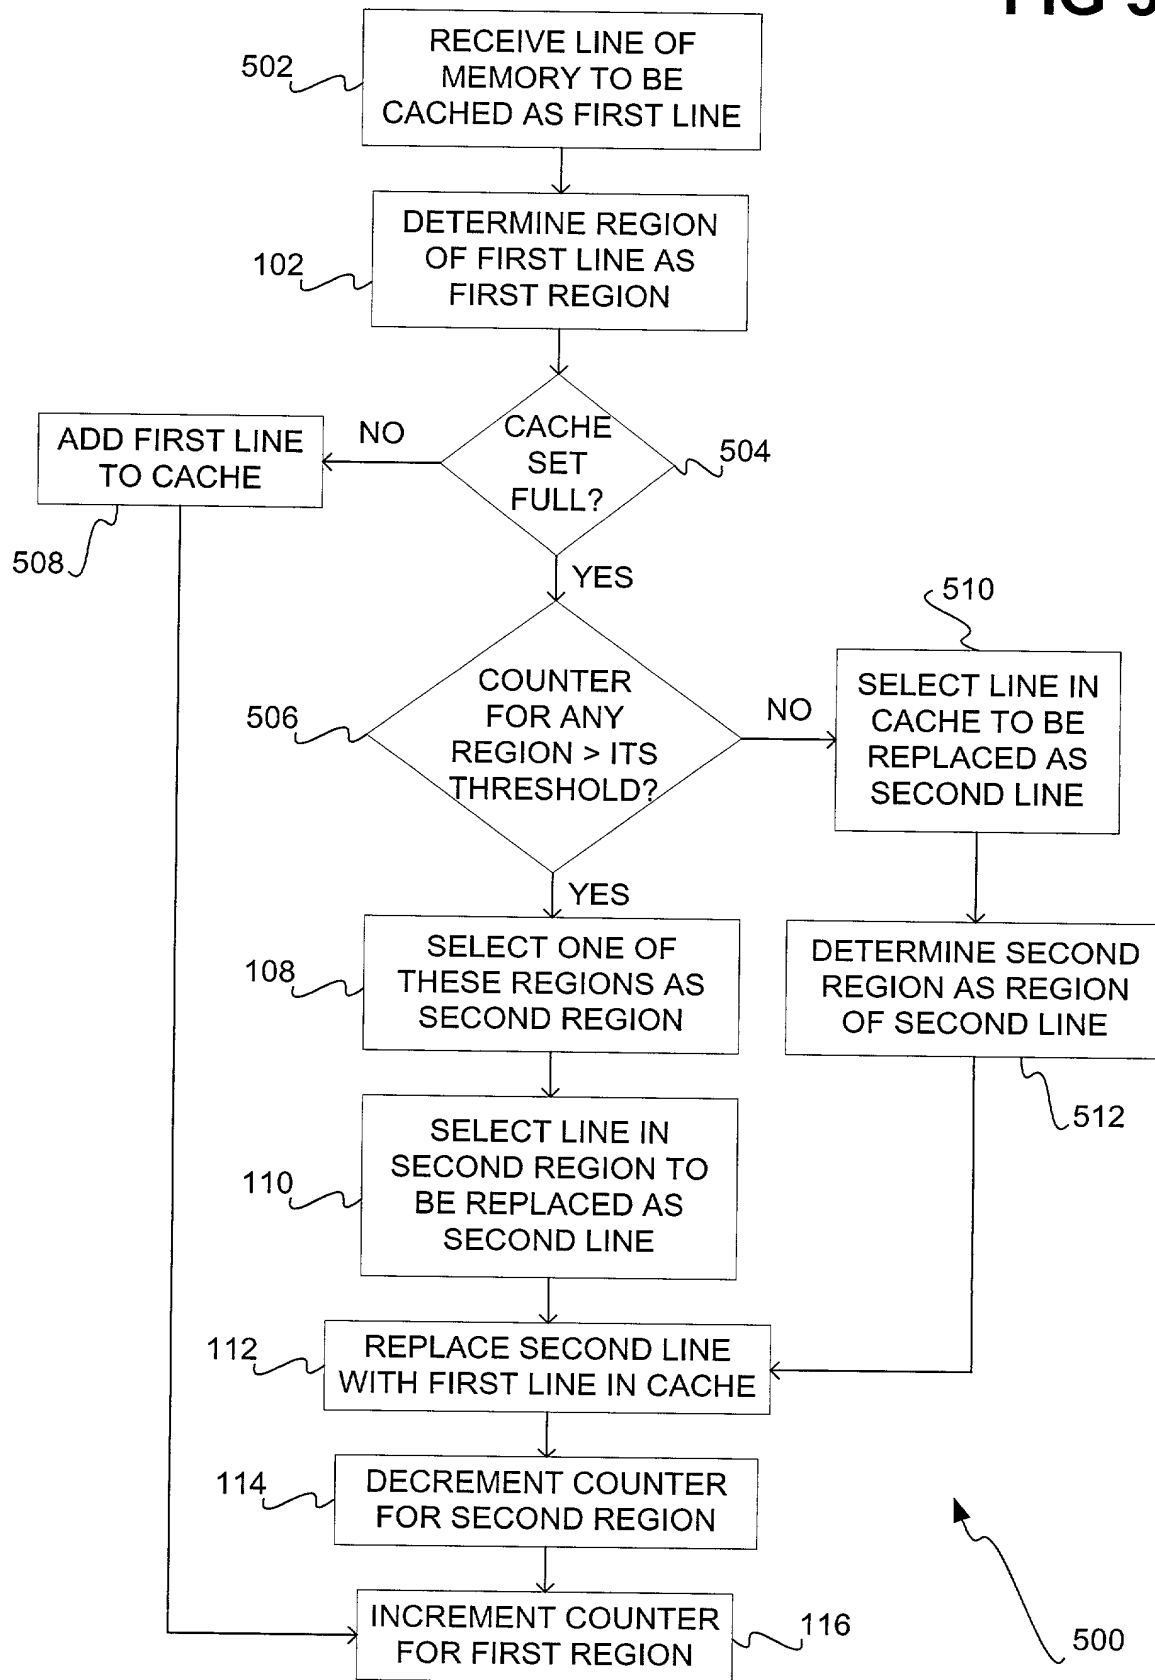 FIG 5
RECEIVE LINE OF
MEMORY TO BE
CACHED AS FIRST LINE
502
DETERMINE REGION
OF FIRST LINE AS
FIRST REGION
102
CACHE
SET
FULL?
504
NO
ADD FIRST LINE
TO CACHE
508
YES
COUNTER
FOR ANY
REGION > ITS
THRESHOLD?
506
NO
510
SELECT LINE IN
CACHE TO BE
REPLACED AS
SECOND LINE
YES
SELECT ONE OF
THESE REGIONS AS
SECOND REGION
108
DETERMINE SECOND
REGION AS REGION
OF SECOND LINE
512
SELECT LINE IN
SECOND REGION TO
BE REPLACED AS
SECOND LINE
110
REPLACE SECOND LINE
WITH FIRST LINE IN CACHE
112
DECREMENT COUNTER
FOR SECOND REGION
114
INCREMENT COUNTER
FOR FIRST REGION
116
500